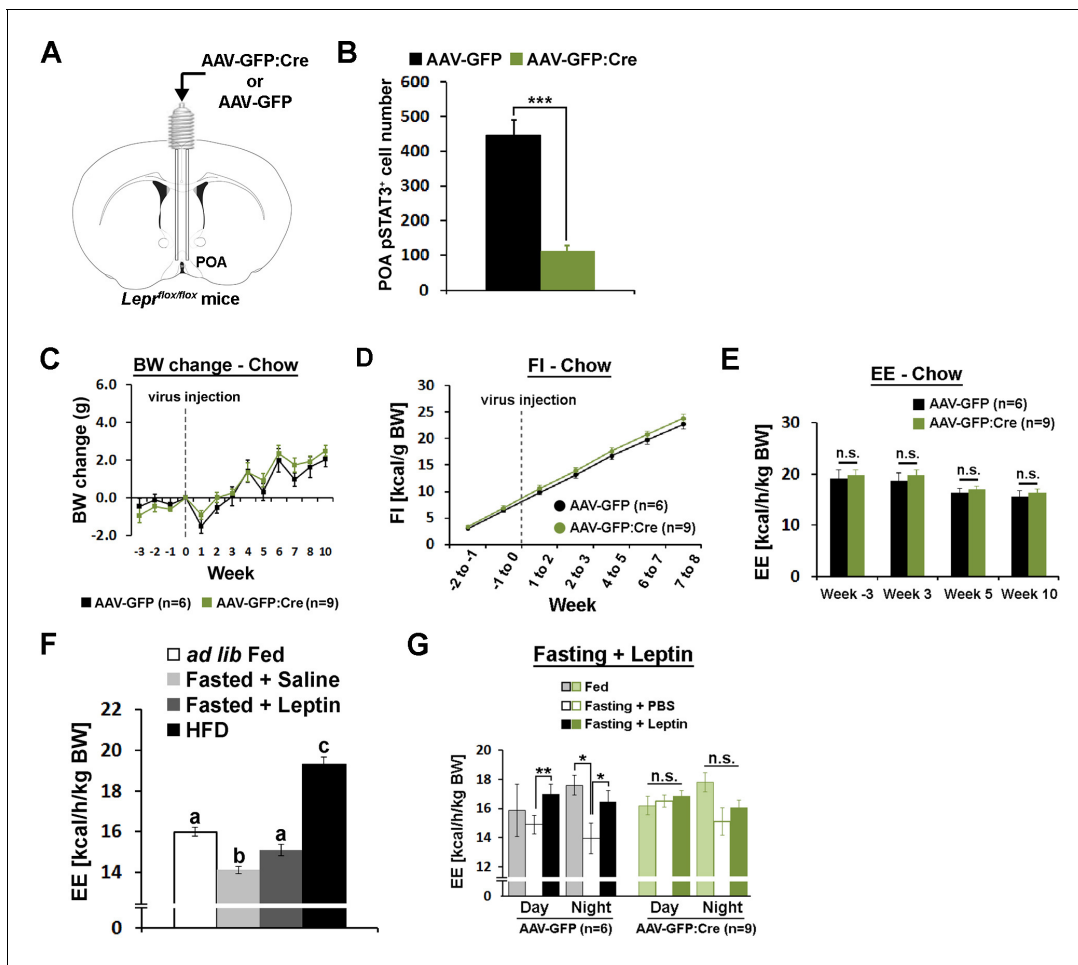 A
AAV-GFP:Cre
or
AAV-GFP
POA
Lepr^flox/flox mice
B
AAV-GFP AAV-GFP:Cre
600
500
400
300
200
100
0
POA pSTAT3⁺ cell number
***
C
BW change - Chow
virus injection
6.0
4.0
2.0
0.0
-2.0
BW change (g)
-3 -2 -1 0 1 2 3 4 5 6 7 8 10
Week
AAV-GFP (n=6) AAV-GFP:Cre (n=9)
D
FI - Chow
virus injection
30
25
20
15
10
5
0
FI [kcal/g BW]
AAV-GFP (n=6)
AAV-GFP:Cre (n=9)
-2 to -1
-1 to 0
1 to 2
2 to 3
4 to 5
6 to 7
7 to 8
Week
E
EE - Chow
AAV-GFP (n=6)
AAV-GFP:Cre (n=9)
30
20
10
0
EE [kcal/h/kg BW]
n.s. n.s. n.s. n.s.
Week -3 Week 3 Week 5 Week 10
F
ad lib Fed
Fasted + Saline
Fasted + Leptin
HFD
22
20
18
16
14
0
EE [kcal/h/kg BW]
a b a c
G
Fasting + Leptin
Fed
Fasting + PBS
Fasting + Leptin
20
18
16
14
12
0
EE [kcal/h/kg BW]
** * * n.s. n.s.
Day Night Day Night
AAV-GFP (n=6) AAV-GFP:Cre (n=9)